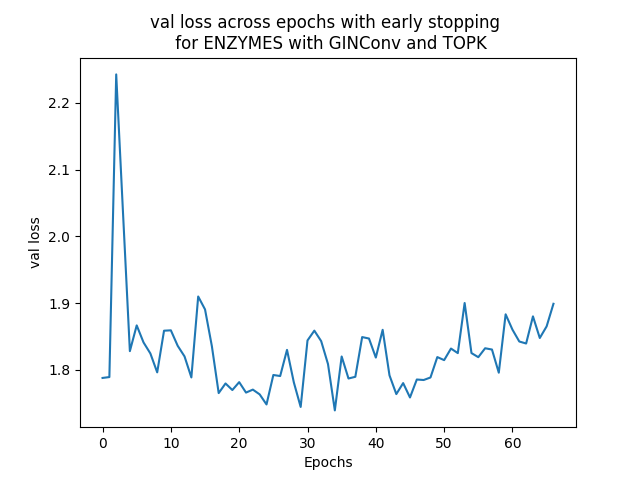 val loss across epochs with early stopping
for ENZYMES with GINConv and TOPK
2.2
2.1
2.0
1.9
1.8
val loss
0 10 20 30 40 50 60
Epochs